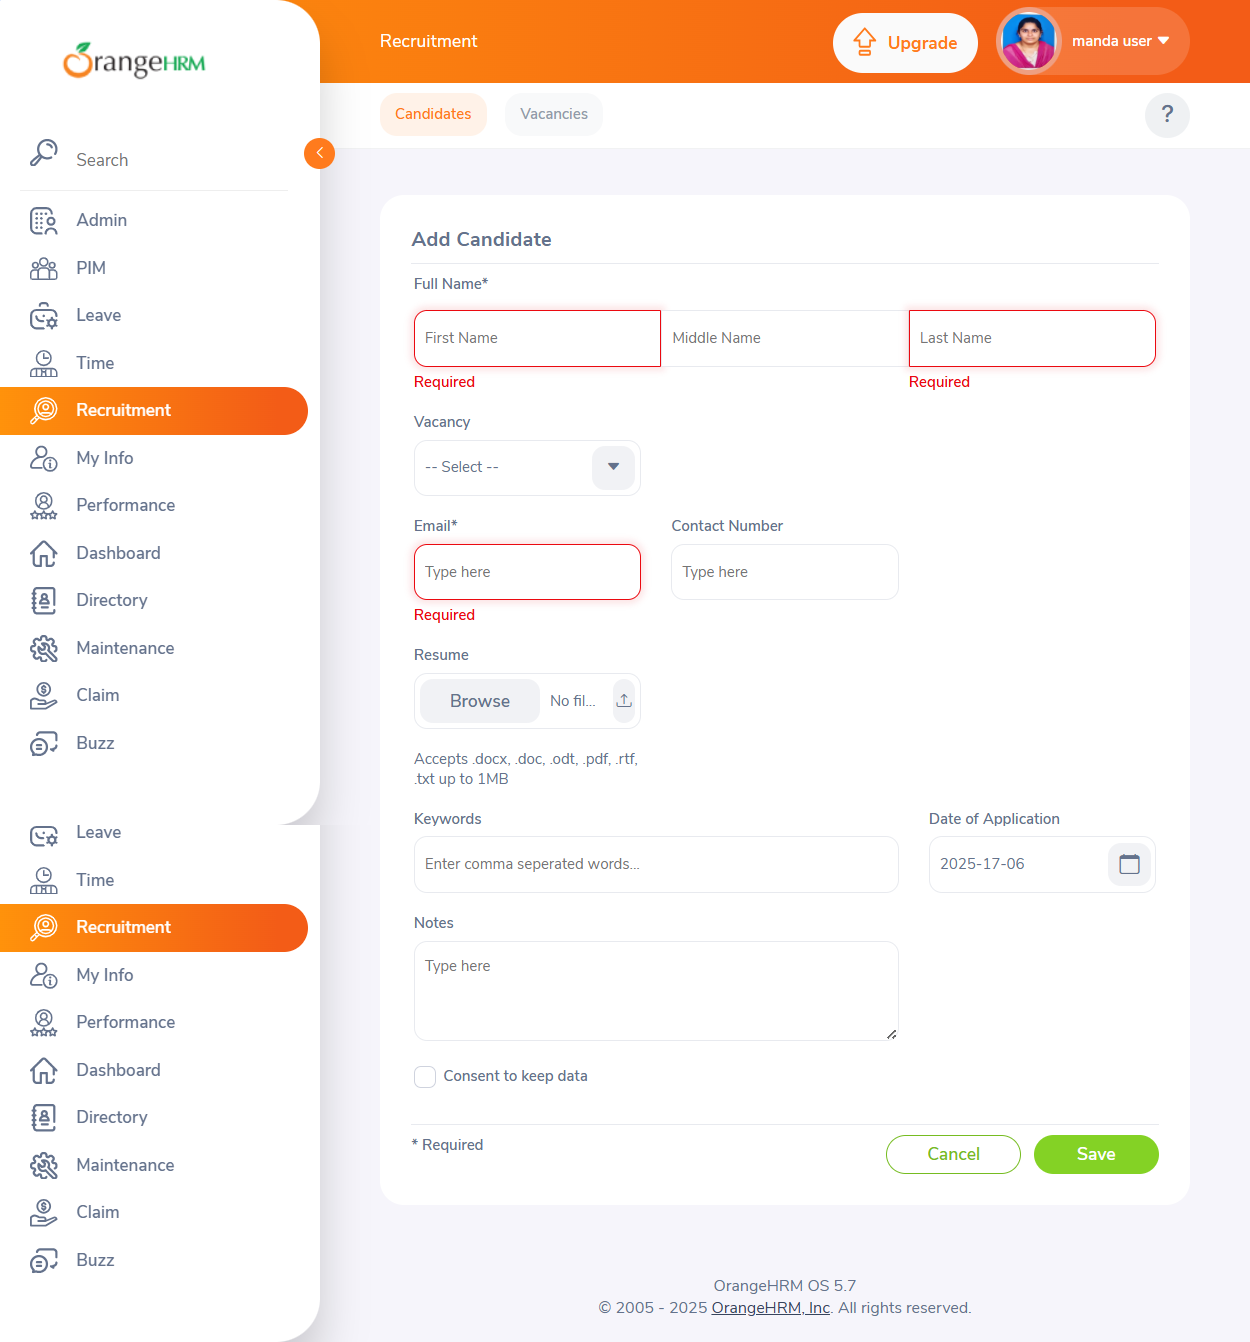 OrangeHRM
Recruitment
Upgrade
manda user
Candidates
Vacancies
?
Search
Admin
PIM
Leave
Time
Recruitment
My Info
Performance
Dashboard
Directory
Maintenance
Claim
Buzz
Leave
Time
Recruitment
My Info
Performance
Dashboard
Directory
Maintenance
Claim
Buzz
Add Candidate
Full Name*
First Name
Middle Name
Last Name
Required
Required
Vacancy
-- Select --
Email*
Contact Number
Type here
Type here
Required
Resume
Browse
No fil...
Accepts .docx, .doc, .odt, .pdf, .rtf,
.txt up to 1MB
Keywords
Date of Application
Enter comma seperated words...
2025-17-06
Notes
Type here
Consent to keep data
* Required
Cancel
Save
OrangeHRM OS 5.7
© 2005 - 2025 OrangeHRM, Inc. All rights reserved.